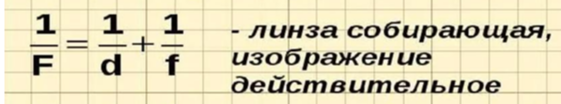 1/F = 1/d + 1/f
- линза собирающая,
изображение
действительное